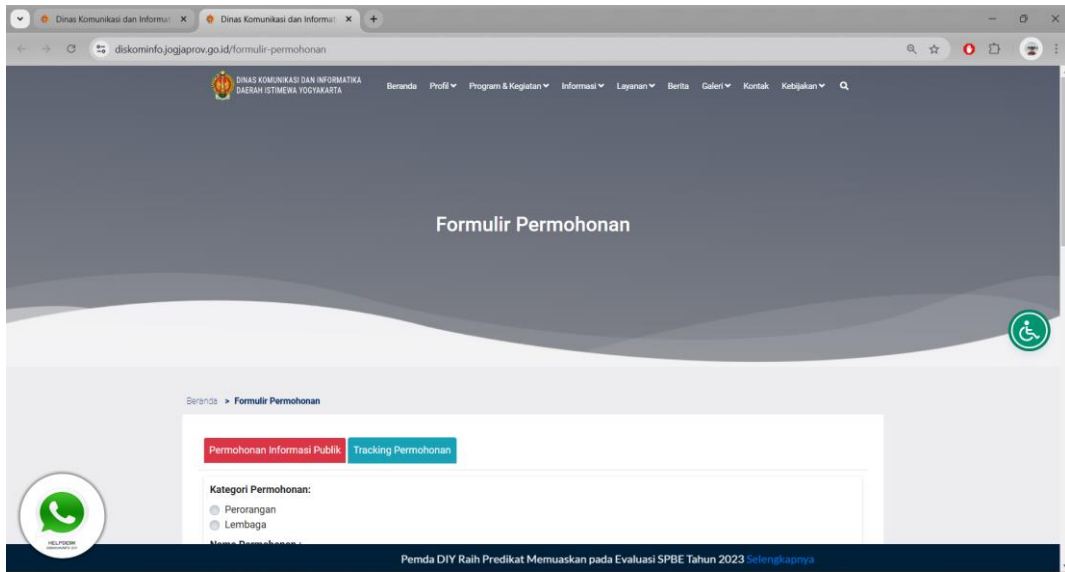 Dinas Komunikasi dan Informat
Dinas Komunikasi dan Informat
diskominfo.jogjaprov.go.id/formulir-permohonan
DINAS KOMUNIKASI DAN INFORMATIKA
DAERAH ISTIMEWA YOGYAKARTA
Beranda Profil Program & Kegiatan Informasi Layanan Berita Galeri Kontak Kebijakan
Formulir Permohonan
Beranda > Formulir Permohonan
Permohonan Informasi Publik Tracking Permohonan
Kategori Permohonan:
Perorangan
Lembaga
HELPDESK
Pemda DIY Raih Predikat Memuaskan pada Evaluasi SPBE Tahun 2023 Selengkapnya